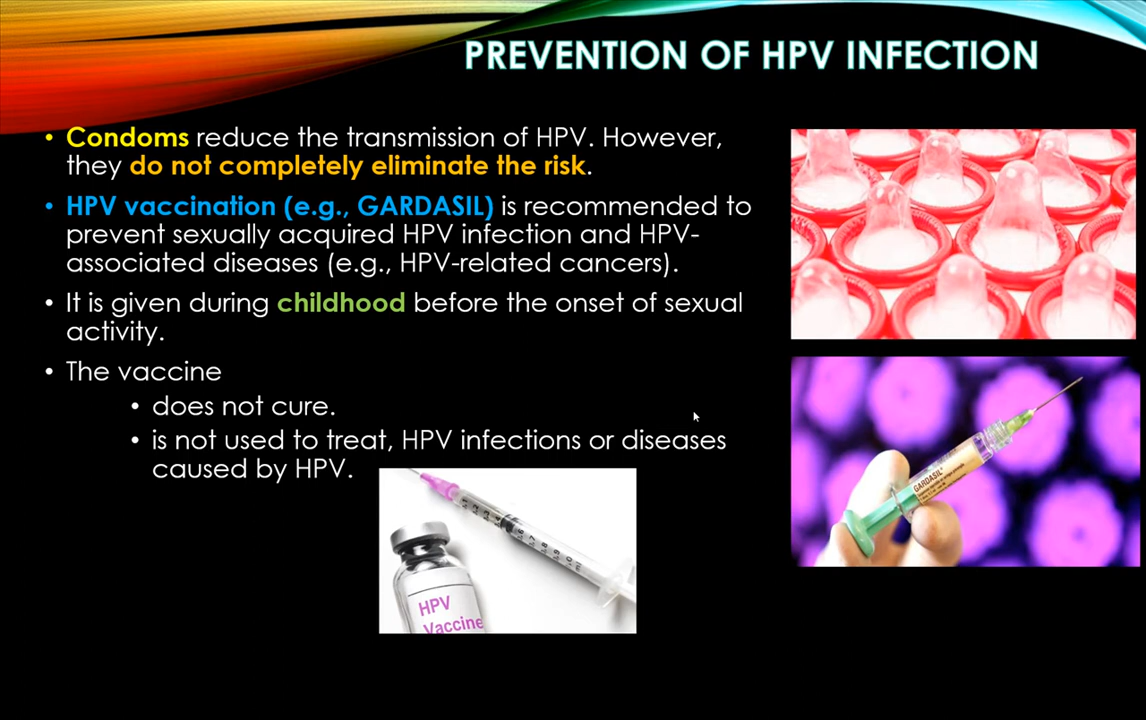 PREVENTION OF HPV INFECTION
• Condoms reduce the transmission of HPV. However,
they do not completely eliminate the risk.
• HPV vaccination (e.g., GARDASIL) is recommended to
prevent sexually acquired HPV infection and HPV-
associated diseases (e.g., HPV-related cancers).
• It is given during childhood before the onset of sexual
activity.
• The vaccine
• does not cure.
• is not used to treat, HPV infections or diseases
caused by HPV.
GARDASIL
HPV
Vaccine